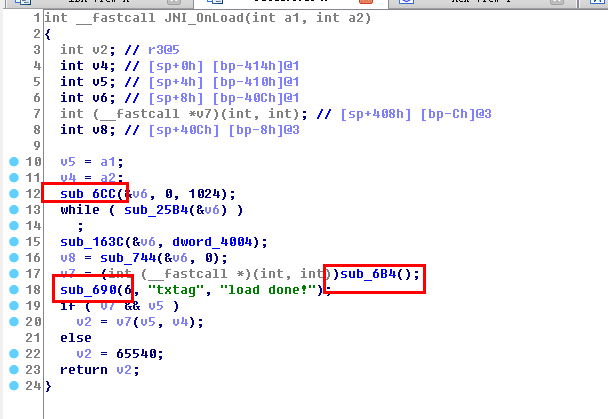 1 int __fastcall JNI_OnLoad(int a1, int a2)
2 {
3   int v2; // r3@5
4   int v4; // [sp+0h] [bp-414h]@1
5   int v5; // [sp+4h] [bp-410h]@1
6   int v6; // [sp+8h] [bp-40Ch]@1
7   int (__fastcall *v7)(int, int); // [sp+408h] [bp-Ch]@3
8   int v8; // [sp+40Ch] [bp-8h]@3
9
10   v5 = a1;
11   v4 = a2;
12   sub_6CC(&v6, 0, 1024);
13   while ( sub_25B4(&v6) )
14     ;
15   sub_163C(&v6, dword_4004);
16   v8 = sub_744(&v6, 0);
17   v7 = (int (__fastcall *)(int, int))sub_6B4();
18   sub_690(6, "txtag", "load done!");
19   if ( v7 && v5 )
20     v2 = v7(v5, v4);
21   else
22     v2 = 65540;
23   return v2;
24 }